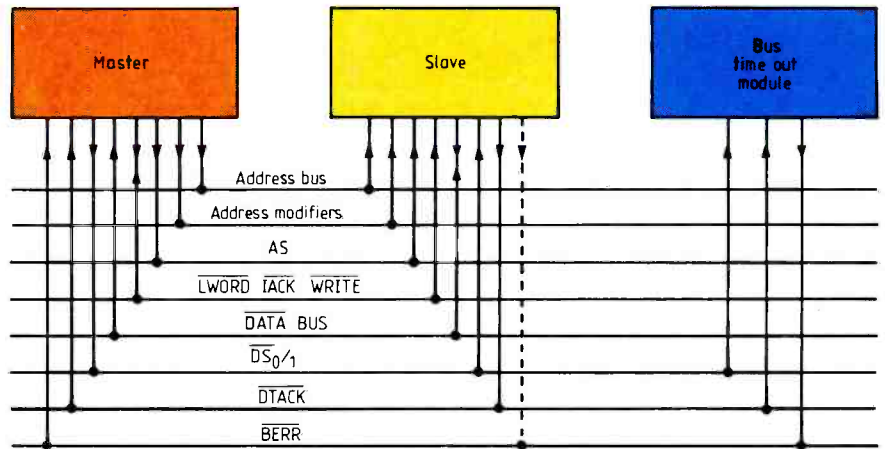 Master
Slave
Bus
time out
module
Address bus
Address modifiers
AS
LWORD IACK WRITE
DATA BUS
DS0/1
DTACK
BERR